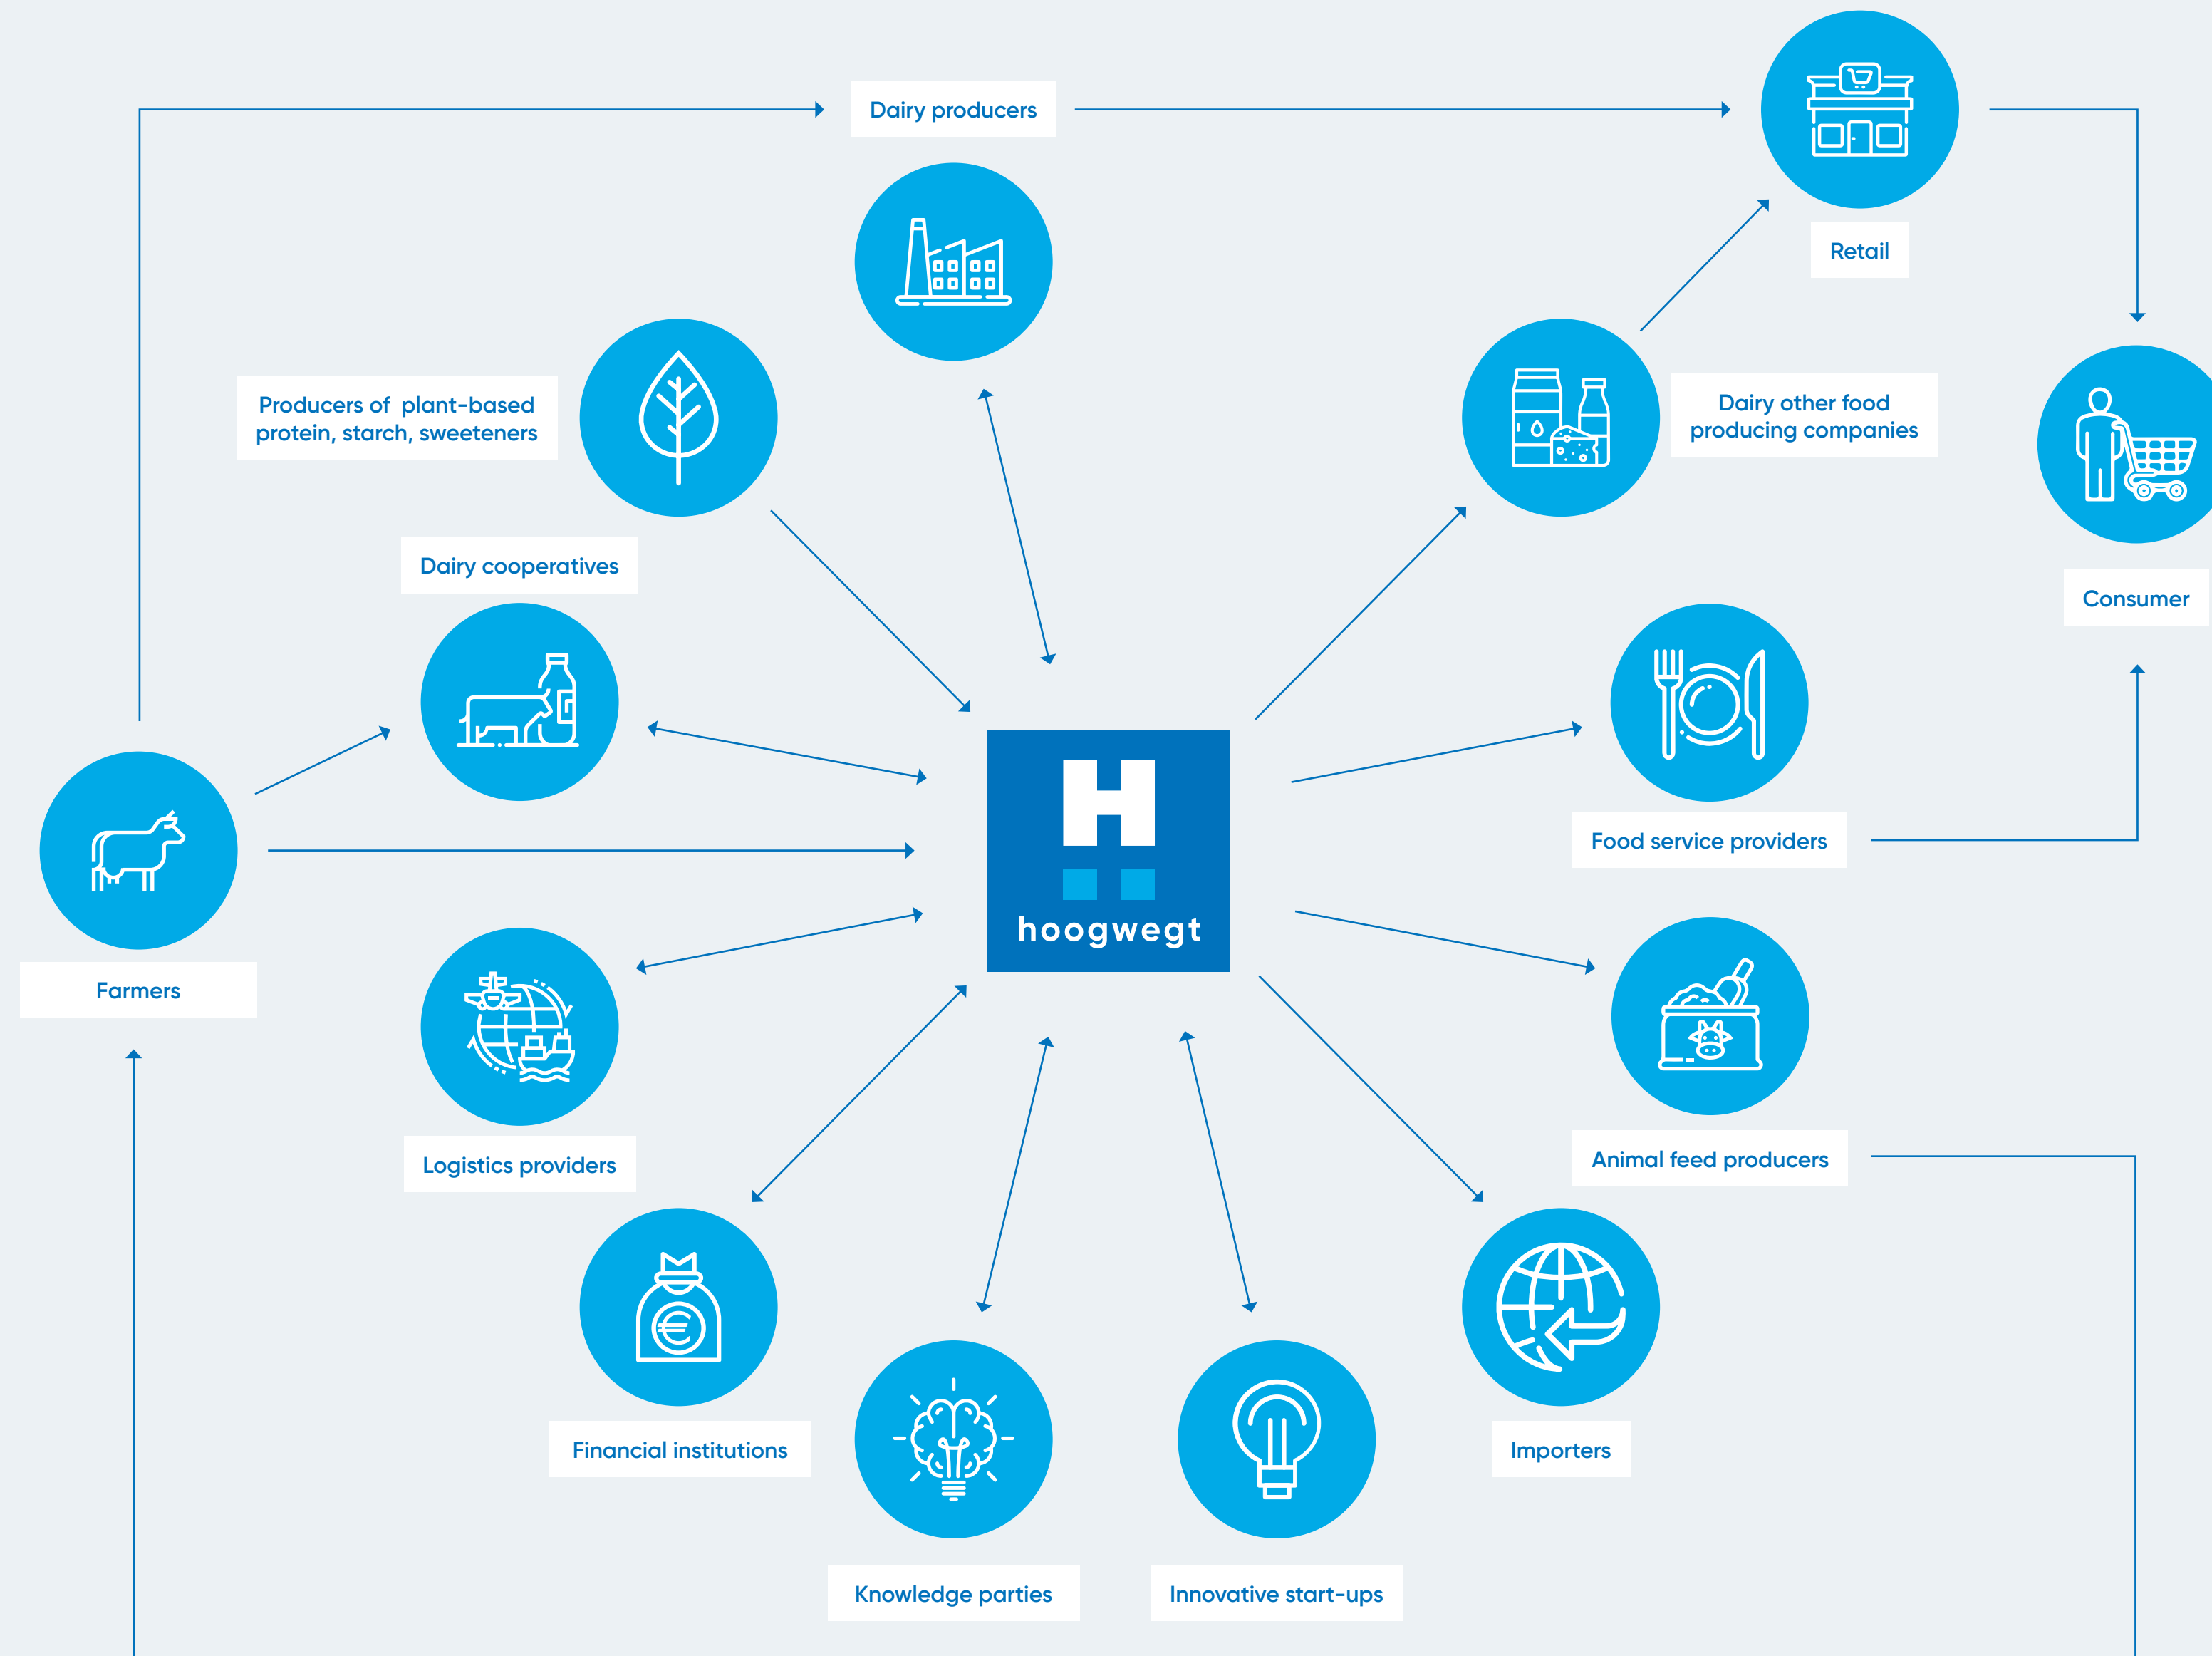 Dairy producers
Retail
Producers of plant-based
protein, starch, sweeteners
Dairy other food
producing companies
Dairy cooperatives
Consumer
Food service providers
hoogwegt
Farmers
Logistics providers
Animal feed producers
Financial institutions
Importers
Knowledge parties
Innovative start-ups